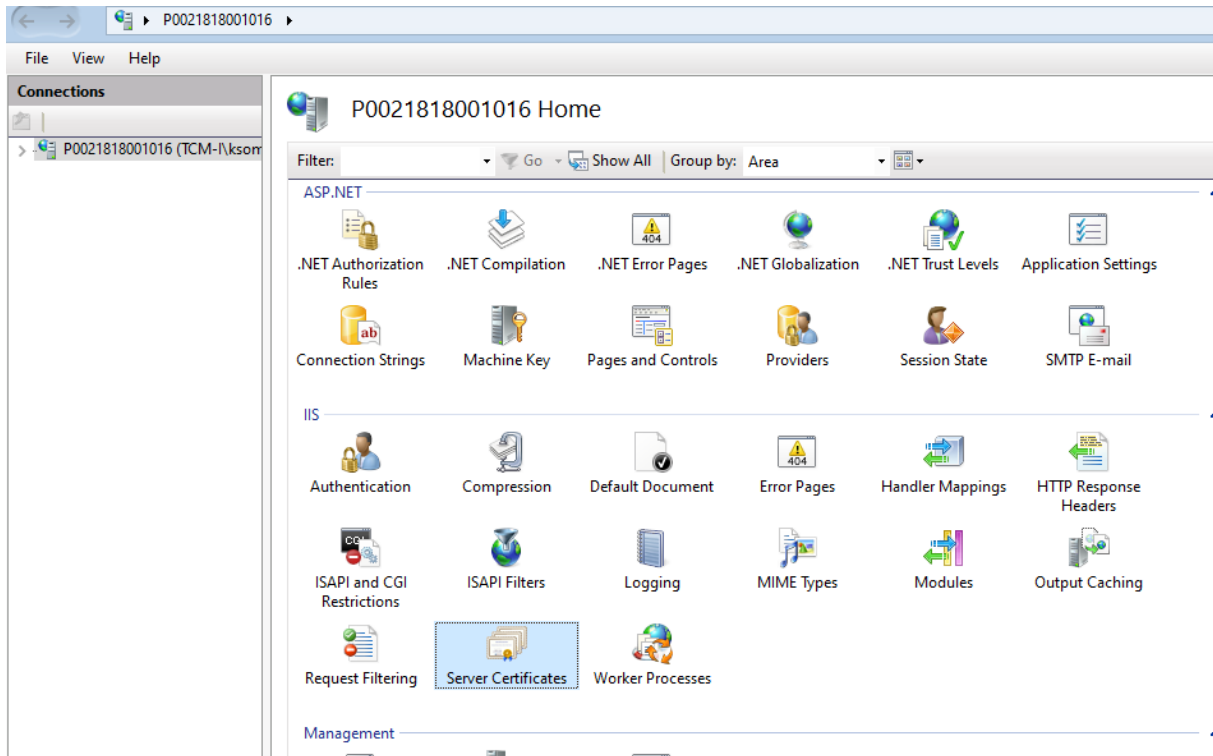 P0021818001016
File View Help
Connections
P0021818001016 (TCM-I\ksom
P0021818001016 Home
Filter: Go Show All Group by: Area
ASP.NET
.NET Authorization Rules
.NET Compilation
.NET Error Pages
.NET Globalization
.NET Trust Levels
Application Settings
Connection Strings
Machine Key
Pages and Controls
Providers
Session State
SMTP E-mail
IIS
Authentication
Compression
Default Document
Error Pages
Handler Mappings
HTTP Response Headers
ISAPI and CGI Restrictions
ISAPI Filters
Logging
MIME Types
Modules
Output Caching
Request Filtering
Server Certificates
Worker Processes
Management